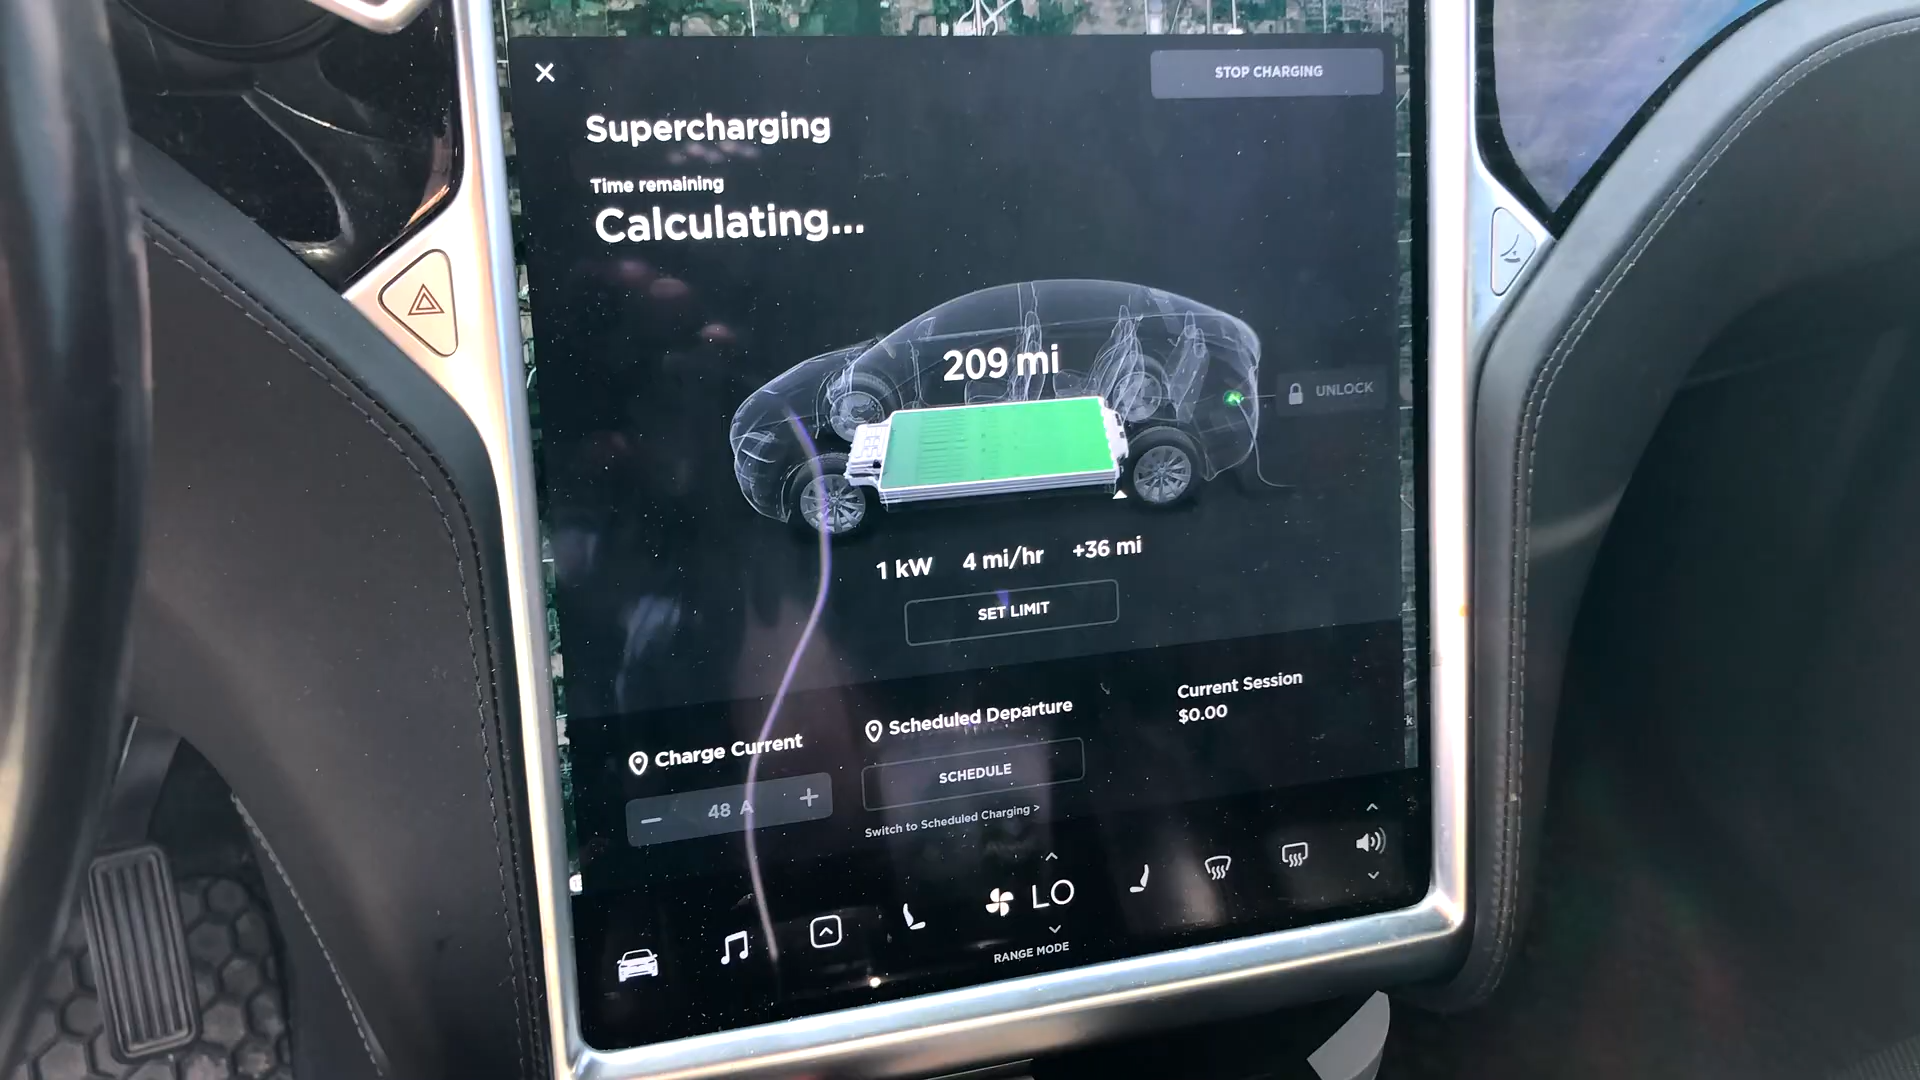 STOP CHARGING
Supercharging
Time remaining
Calculating...
209 mi
UNLOCK
1 kW 4 mi/hr +36 mi
SET LIMIT
Current Session
$0.00
Scheduled Departure
Charge Current
SCHEDULE
48 A
Switch to Scheduled Charging >
LO
RANGE MODE